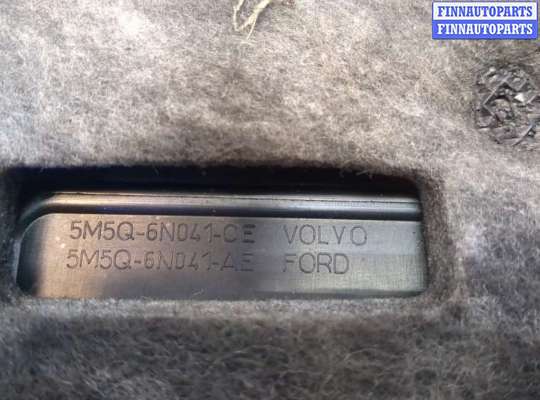 FINNAUTOPARTS
FINNAUTOPARTS
5M5Q-6N041-CE VOLVO
5M5Q-6N041-AE FORD